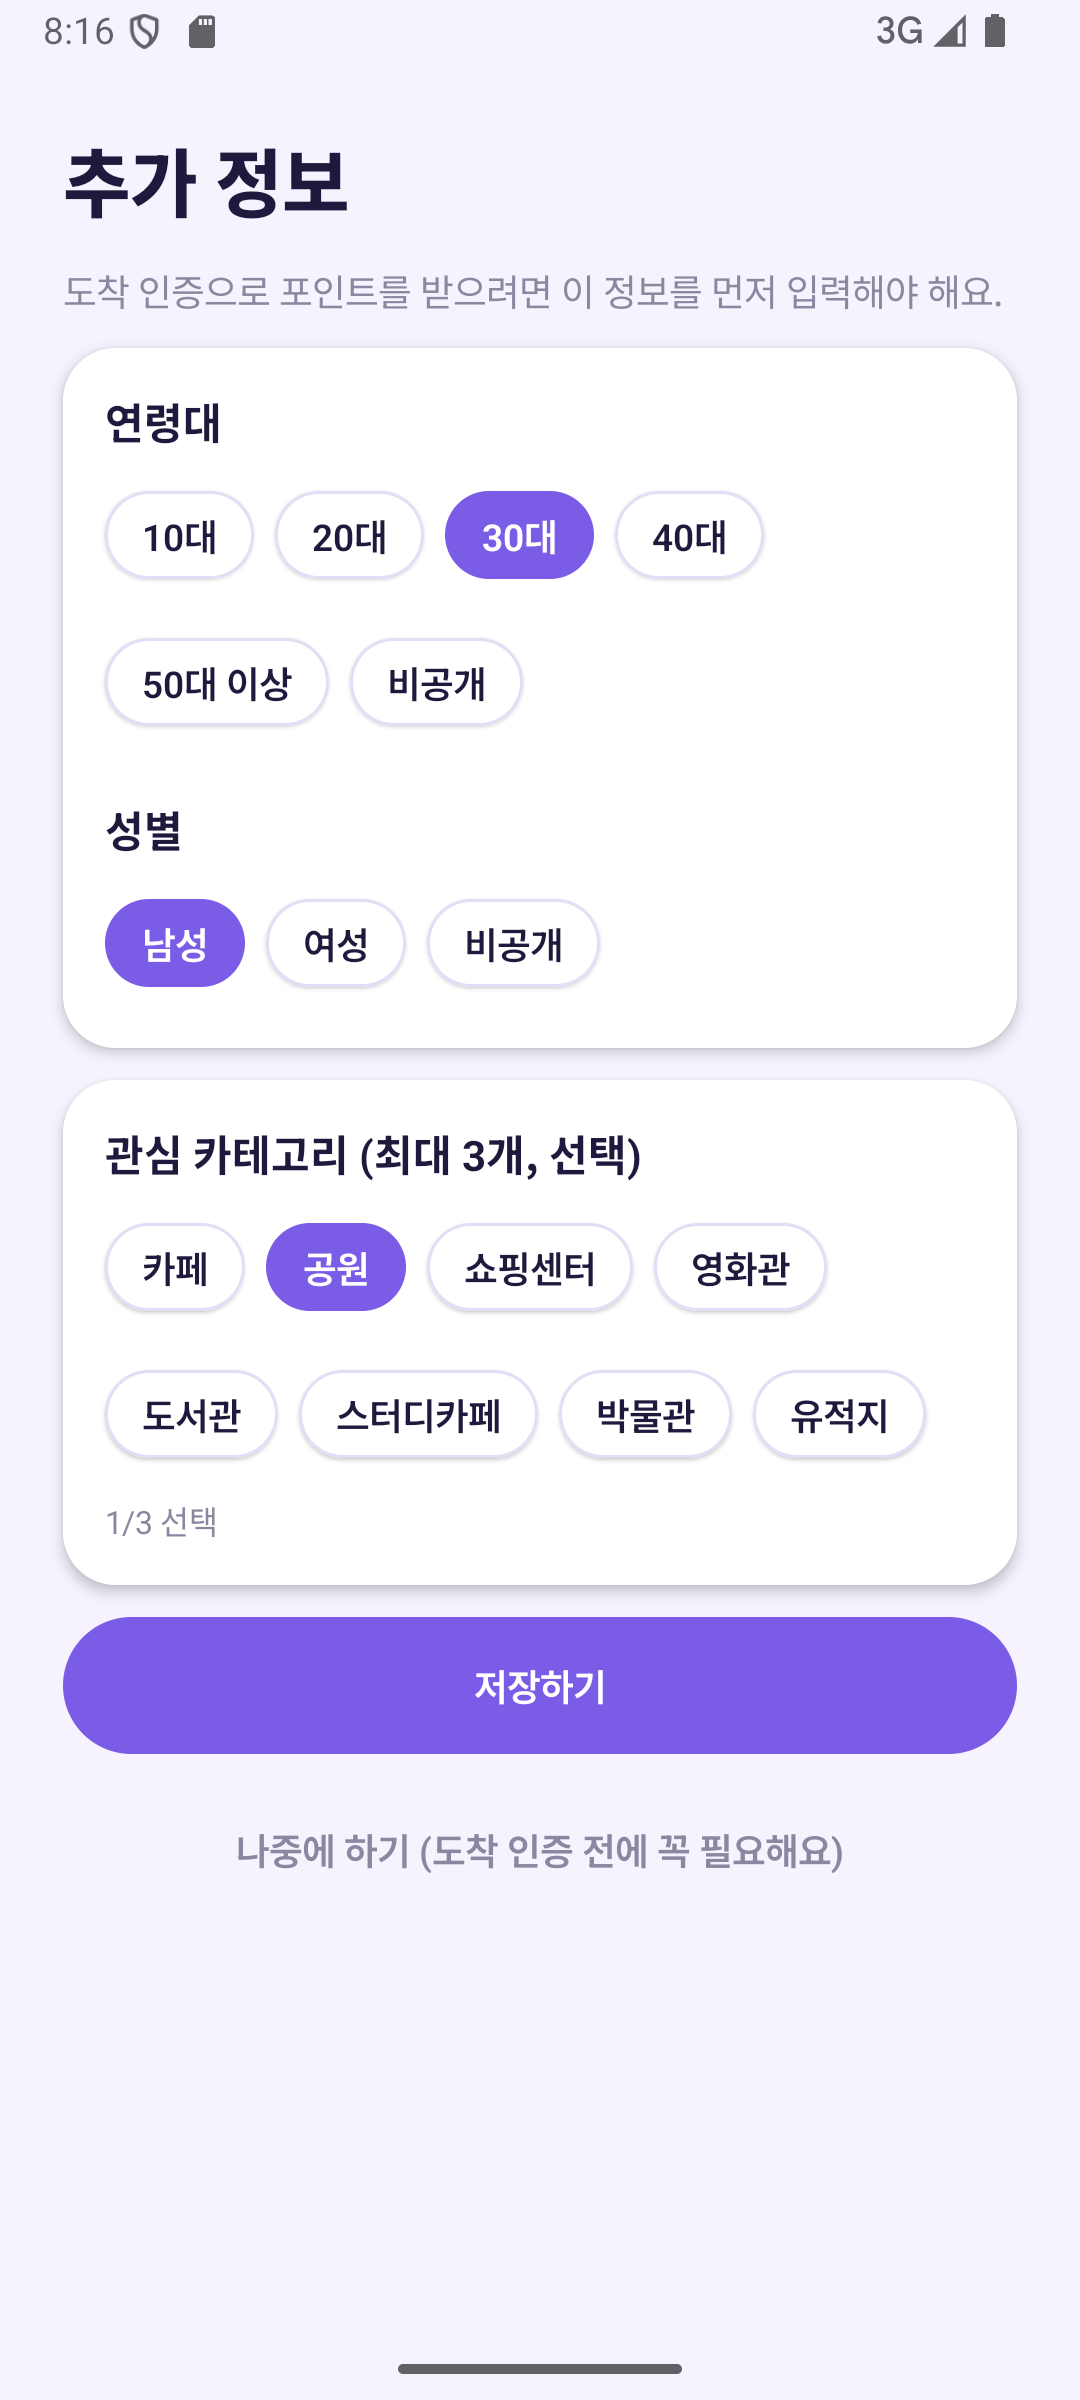 8:16
3G
추가 정보
도착 인증으로 포인트를 받으려면 이 정보를 먼저 입력해야 해요.
연령대
10대 20대 30대 40대
50대 이상 비공개
성별
남성 여성 비공개
관심 카테고리 (최대 3개, 선택)
카페 공원 쇼핑센터 영화관
도서관 스터디카페 박물관 유적지
1/3 선택
저장하기
나중에 하기 (도착 인증 전에 꼭 필요해요)